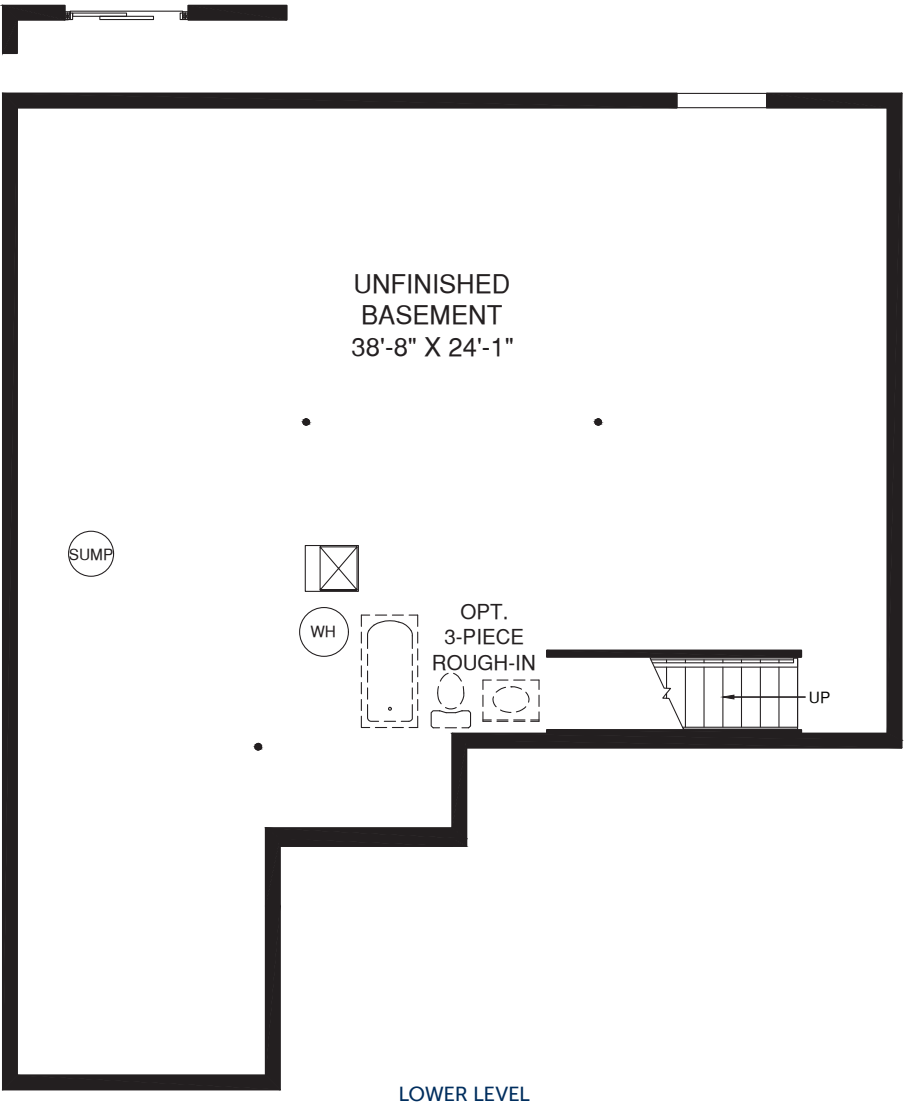 UNFINISHED
BASEMENT
38'-8" X 24'-1"
SUMP
WH
OPT.
3-PIECE
ROUGH-IN
UP
LOWER LEVEL